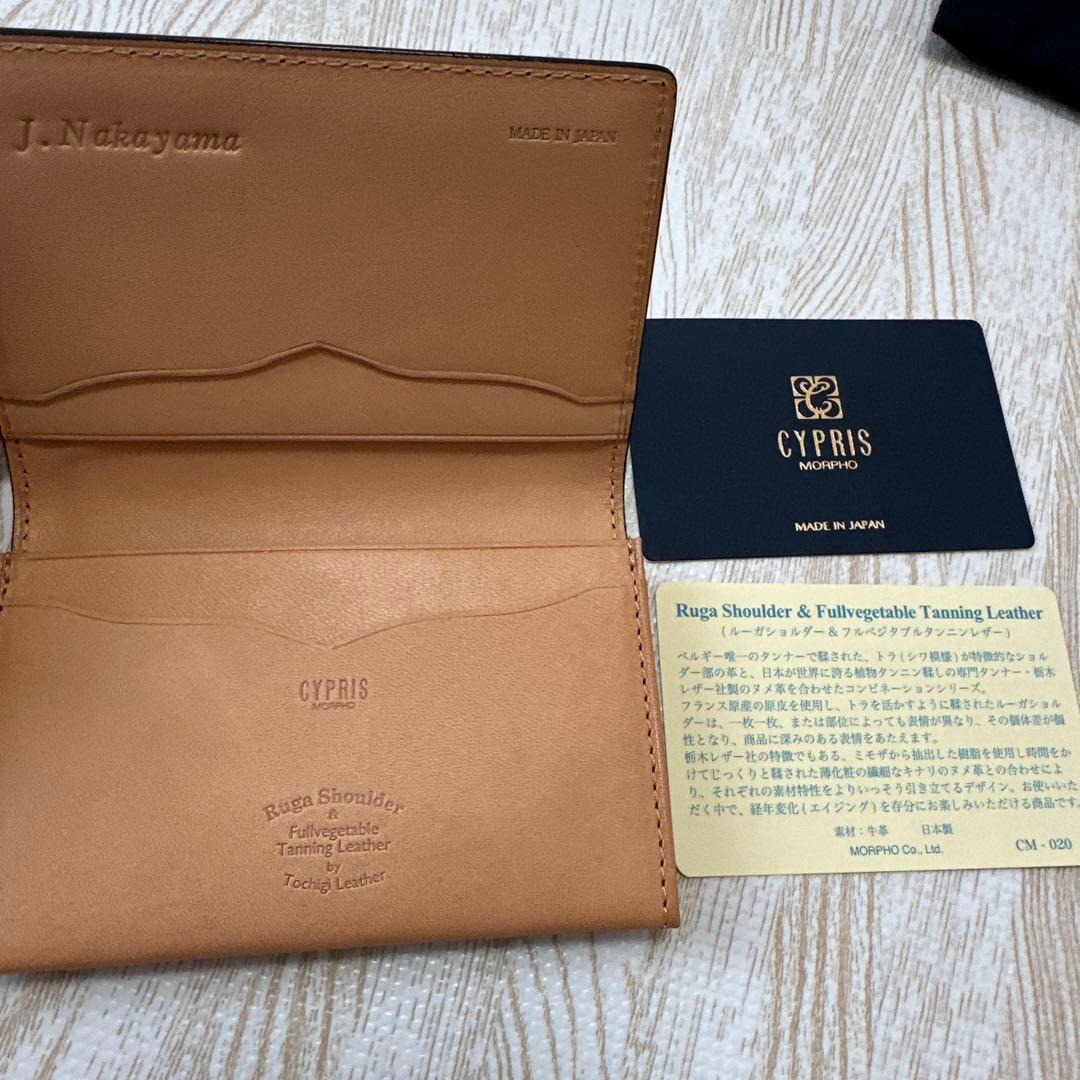 J. Nakayama
MADE IN JAPAN
CYPRIS
MORPHO
Ruga Shoulder
&
Fullvegetable
Tanning Leather
by
Tochigi Leather
CYPRIS
MORPHO
MADE IN JAPAN
Ruga Shoulder & Fullvegetable Tanning Leather
(ルーガショルダー&フルベジタブルタンニンレザー)
ベルギー唯一のタンナーで鞣された、トラ(シワ模様)が特徴的なショル
ダー部の革と、日本が世界に誇る植物タンニン鞣しの専門タンナー・栃木
レザー社製のヌメ革を合わせたコンビネーションシリーズ。
フランス原産の原皮を使用し、トラを活かすように鞣されたルーガショル
ダーは、一枚一枚、または部位によっても表情が異なり、その個体差が個
性となり、商品に深みのある表情をあたえます。
栃木レザー社の特徴でもある、ミモザから抽出した樹脂を使用し時間をか
けてじっくりと鞣された薄化粧の繊細なキナリのヌメ革との合わせによ
り、それぞれの素材特性をよりいっそう引き立てるデザイン。お使いいた
だく中で、経年変化(エイジング)を存分にお楽しみいただける商品です。
素材:牛革 日本製
MORPHO Co., Ltd.
CM - 020